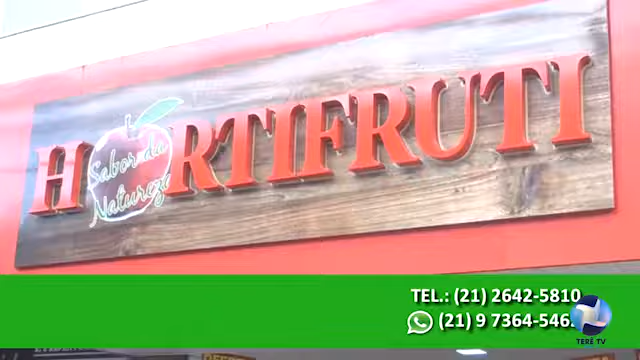 HORTIFRUTI
Sabor da
Natureza
TEL.: (21) 2642-5810
(21) 9 7364-546
TERÊ TV